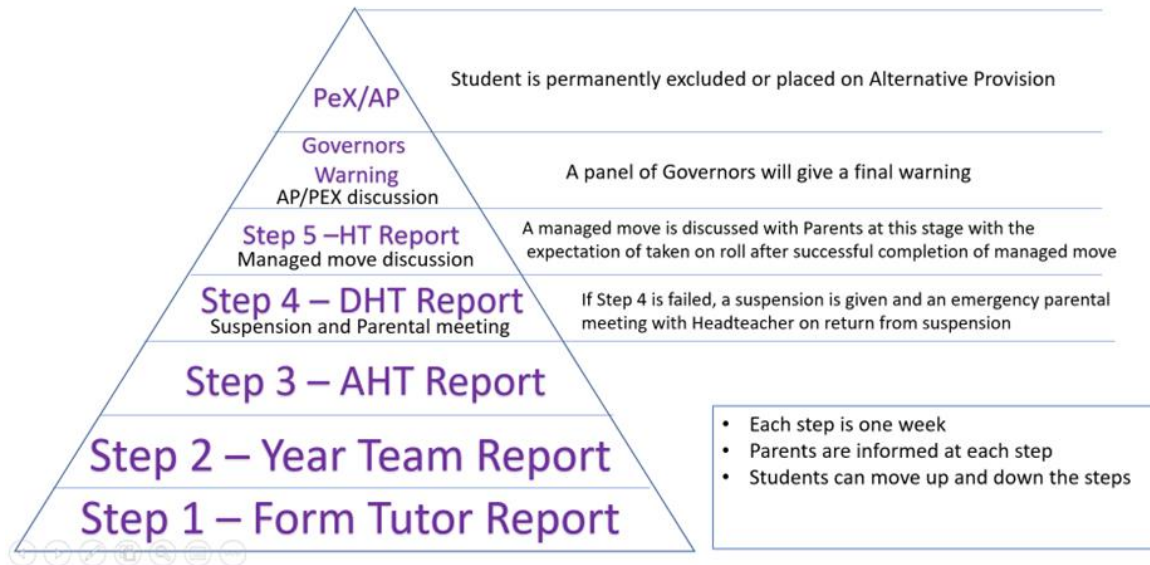 PeX/AP
Student is permanently excluded or placed on Alternative Provision
Governors
Warning
AP/PEX discussion
A panel of Governors will give a final warning
Step 5 –HT Report
Managed move discussion
A managed move is discussed with Parents at this stage with the
expectation of taken on roll after successful completion of managed move
Step 4 – DHT Report
Suspension and Parental meeting
If Step 4 is failed, a suspension is given and an emergency parental
meeting with Headteacher on return from suspension
Step 3 – AHT Report
Step 2 – Year Team Report
Step 1 – Form Tutor Report
• Each step is one week
• Parents are informed at each step
• Students can move up and down the steps